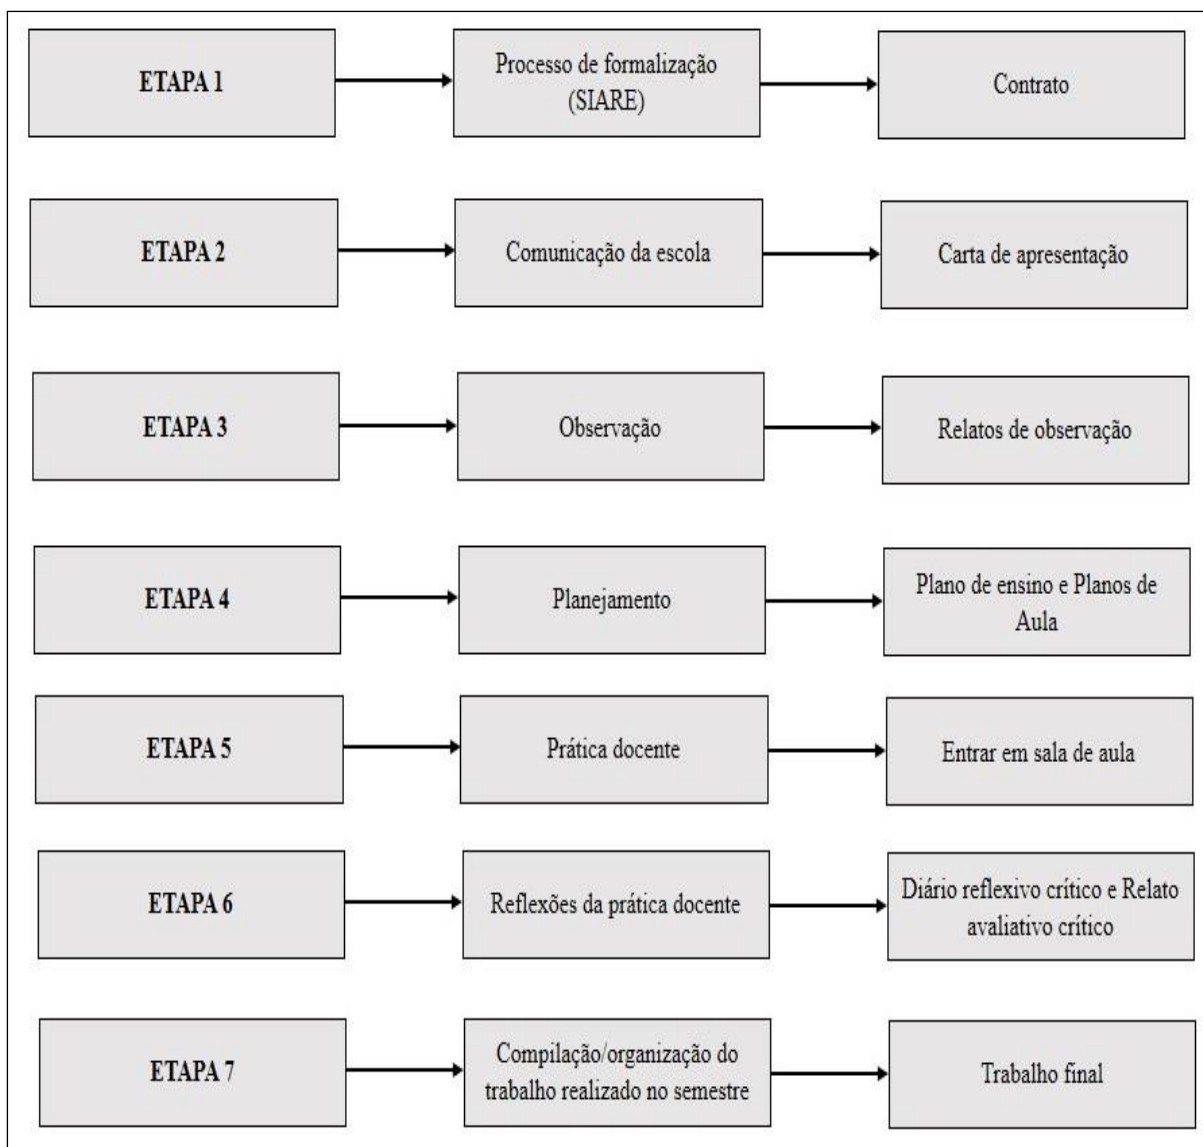 ETAPA 1
Processo de formalização
(SIARE)
Contrato
ETAPA 2
Comunicação da escola
Carta de apresentação
ETAPA 3
Observação
Relatos de observação
ETAPA 4
Planejamento
Plano de ensino e Planos de
Aula
ETAPA 5
Prática docente
Entrar em sala de aula
ETAPA 6
Reflexões da prática docente
Diário reflexivo crítico e Relato
avaliativo crítico
ETAPA 7
Compilação/organização do
trabalho realizado no semestre
Trabalho final